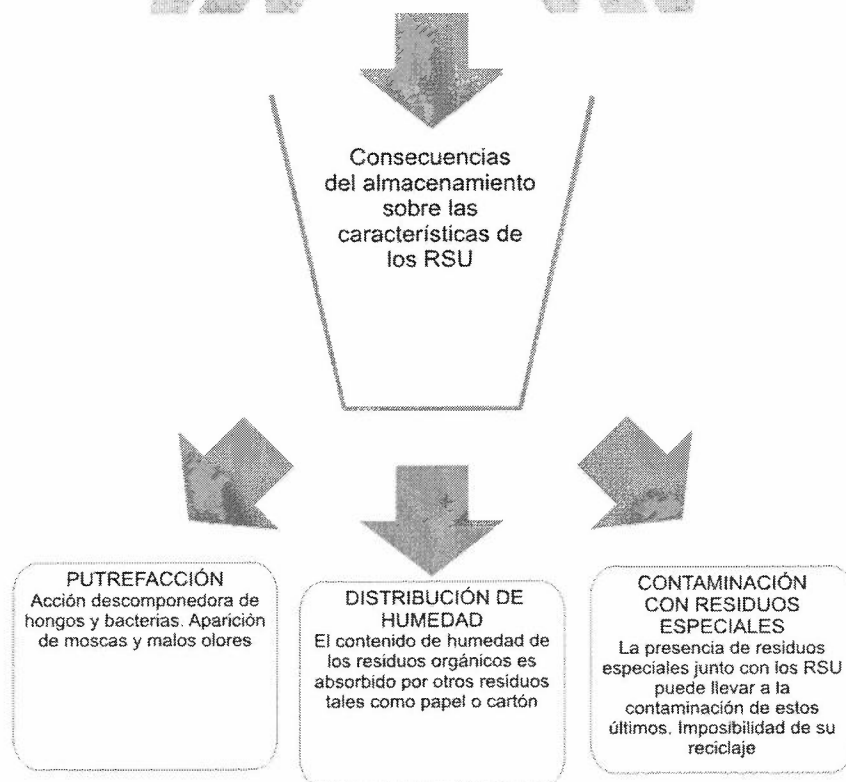 Consecuencias
del almacenamiento
sobre las
características de
los RSU
PUTREFACCIÓN
Acción descomponedora de
hongos y bacterias. Aparición
de moscas y malos olores
DISTRIBUCIÓN DE
HUMEDAD
El contenido de humedad de
los residuos orgánicos es
absorbido por otros residuos
tales como papel o cartón
CONTAMINACIÓN
CON RESIDUOS
ESPECIALES
La presencia de residuos
especiales junto con los RSU
puede llevar a la
contaminación de estos
últimos. Imposibilidad de su
reciclaje